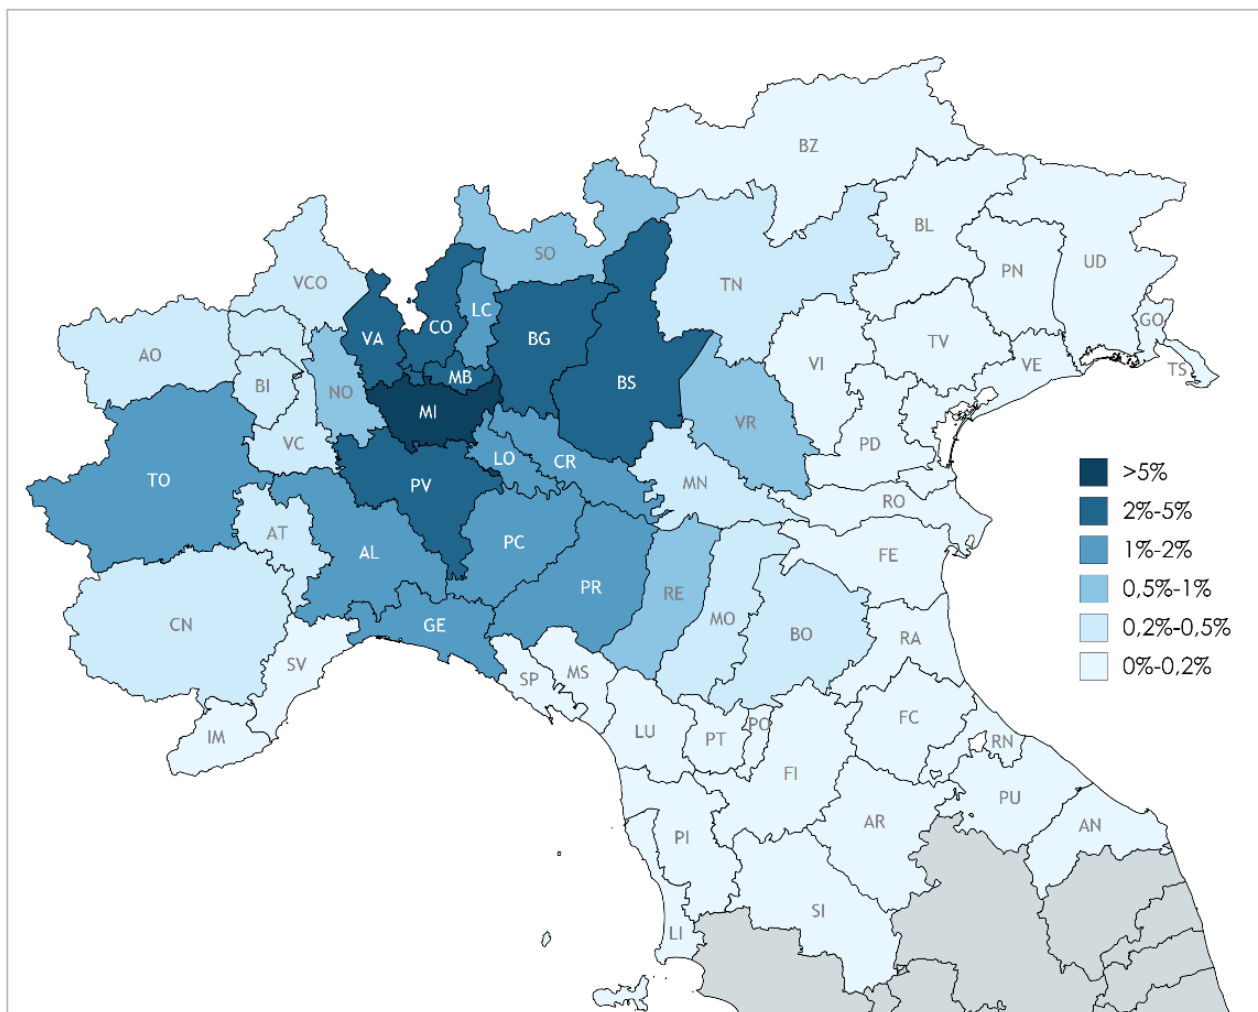 BZ
BL
UD
PN
SO
TN
VCO
GO
LC
CO
VA
BG
TV
AO
VI
VE
TS
MB
BS
BI
NO
MI
VR
VC
PD
LO
CR
TO
PV
MN
RO
>5%
2%-5%
1%-2%
0,5%-1%
0,2%-0,5%
0%-0,2%
AT
AL
PC
FE
PR
RE
CN
GE
MO
BO
RA
SV
SP
MS
IM
LU
PT
PO
FC
RN
FI
PU
PI
AR
AN
SI
LI